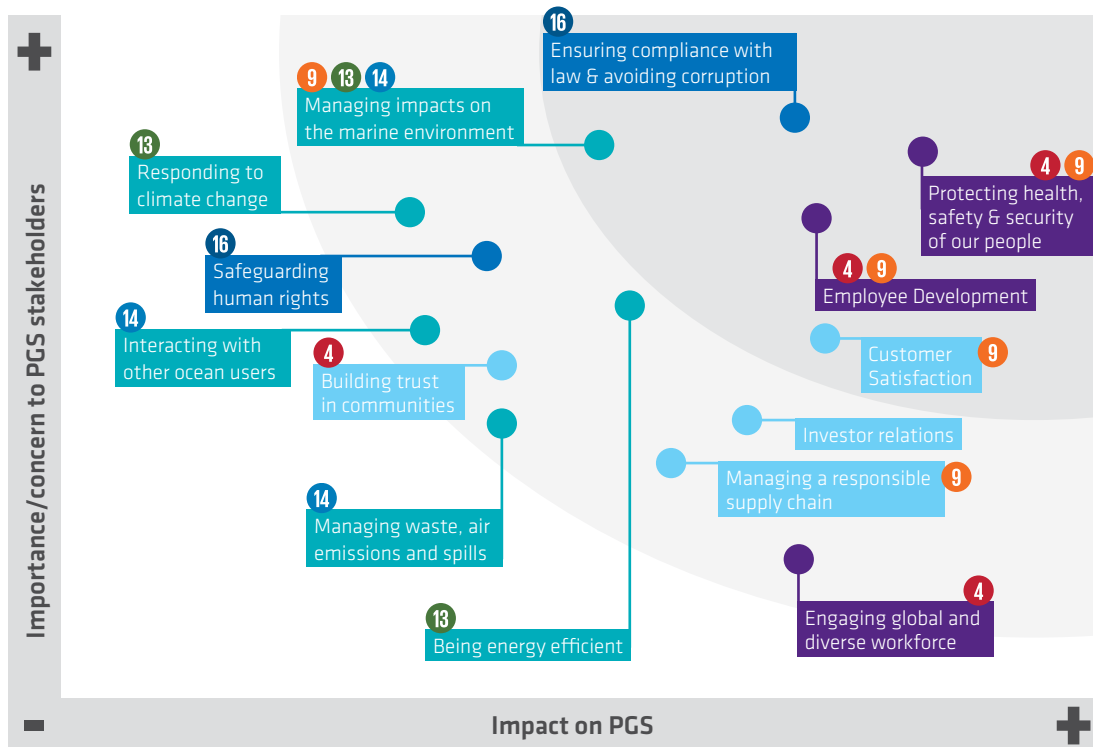 16
Ensuring compliance with
law & avoiding corruption
9 13 14
Managing impacts on
the marine environment
13
Responding to
climate change
4 9
Protecting health,
safety & security
of our people
16
Safeguarding
human rights
4 9
Employee Development
14
Interacting with
other ocean users
4
Building trust
in communities
Customer
Satisfaction
9
Investor relations
Managing a responsible
supply chain
9
14
Managing waste, air
emissions and spills
4
Engaging global and
diverse workforce
13
Being energy efficient
+
Importance/concern to PGS stakeholders
-
Impact on PGS
+